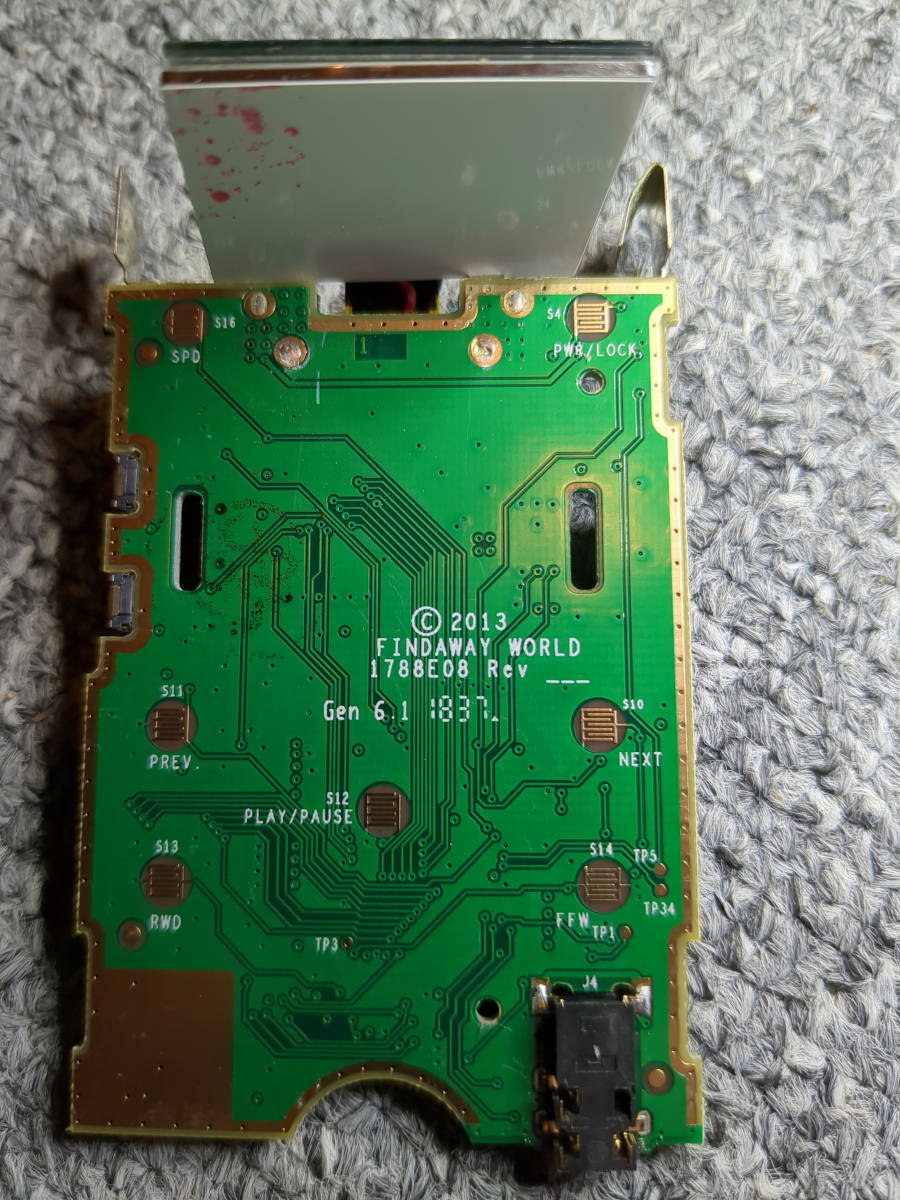 S16
SPD
S4
PWR/LOCK
1
© 2013
FINDAWAY WORLD
1788E08 Rev ___
Gen 6.1 1837.
S11
PREV
S10
NEXT
S12
PLAY/PAUSE
S13
RWD
S14
FFW
TP5
TP34
TP1
TP3
J4